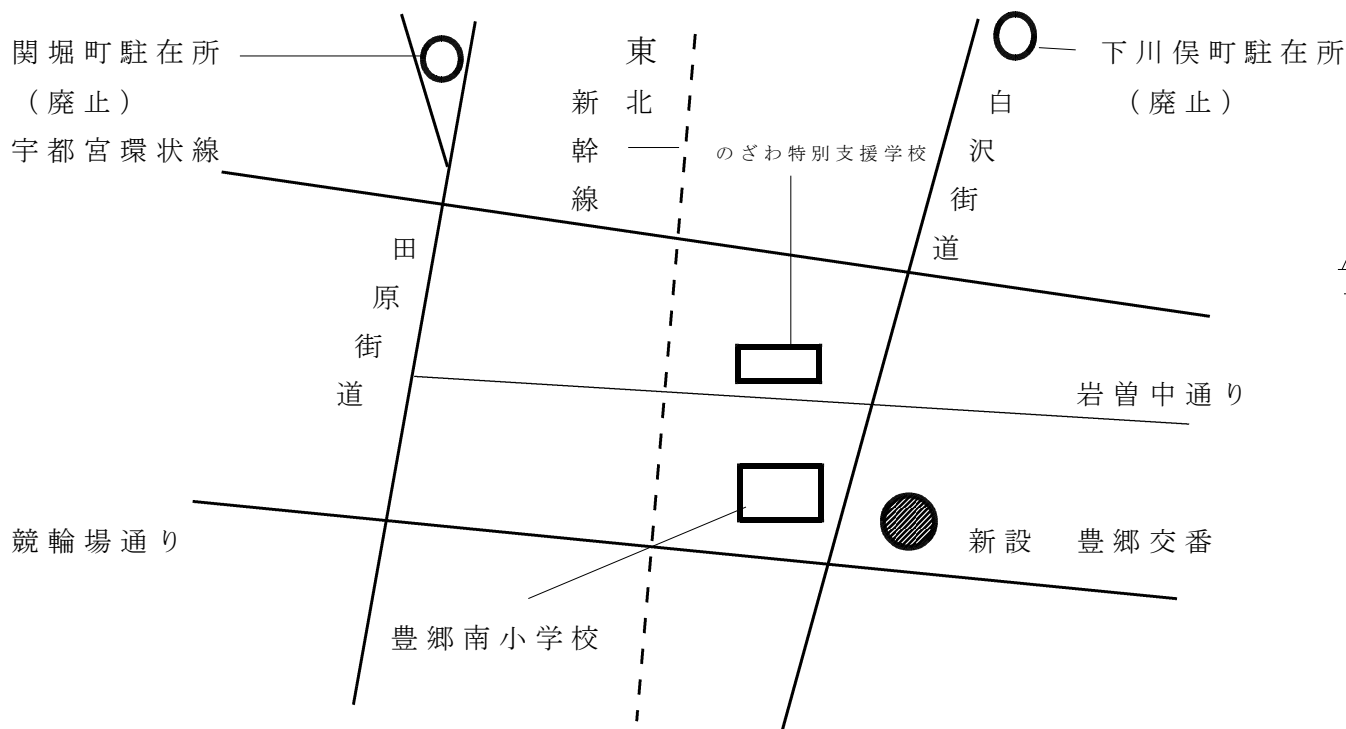 関堀町駐在所
（廃止）
宇都宮環状線
東北
新幹線
のざわ特別支援学校
白沢街道
下川俣町駐在所
（廃止）
田原街道
岩曽中通り
競輪場通り
新設　豊郷交番
豊郷南小学校